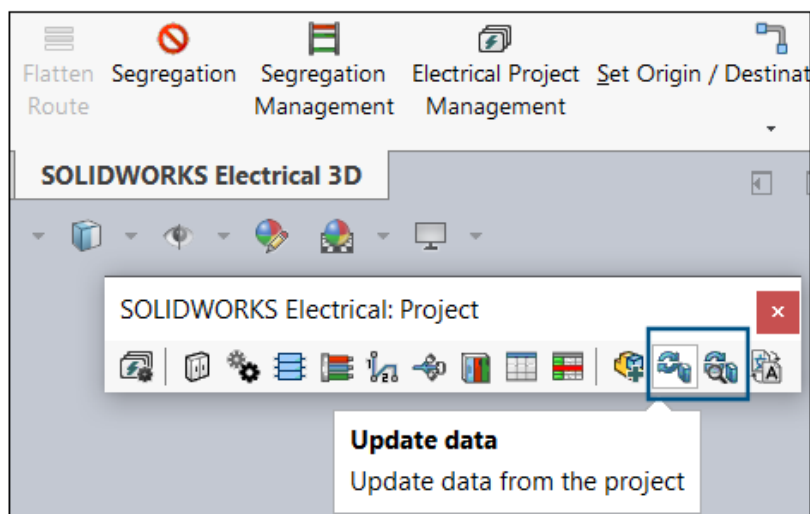 Flatten Route
Segregation
Segregation Management
Electrical Project Management
Set Origin / Destinat
SOLIDWORKS Electrical 3D
SOLIDWORKS Electrical: Project
Update data
Update data from the project